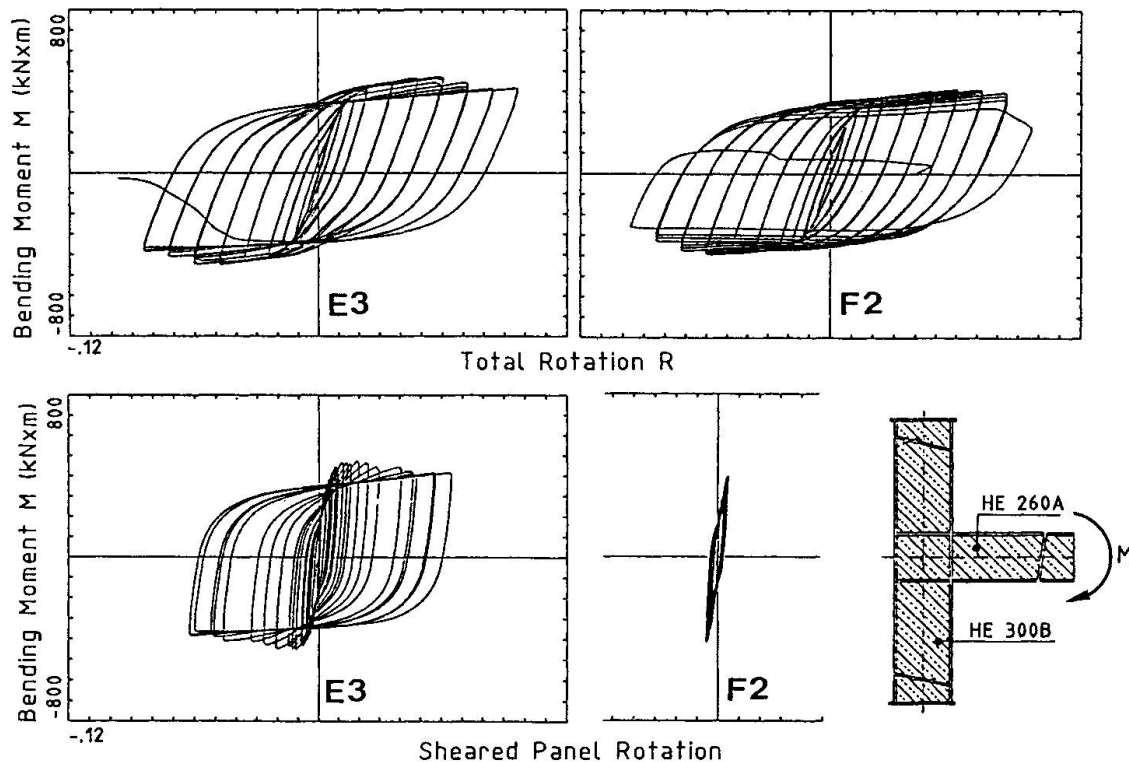 800
Bending Moment M (kNxm)
-800
-.12
E3
F2
Total Rotation R
800
Bending Moment M (kNxm)
-800
-.12
E3
F2
HE 260A
M
HE 300B
Sheared Panel Rotation